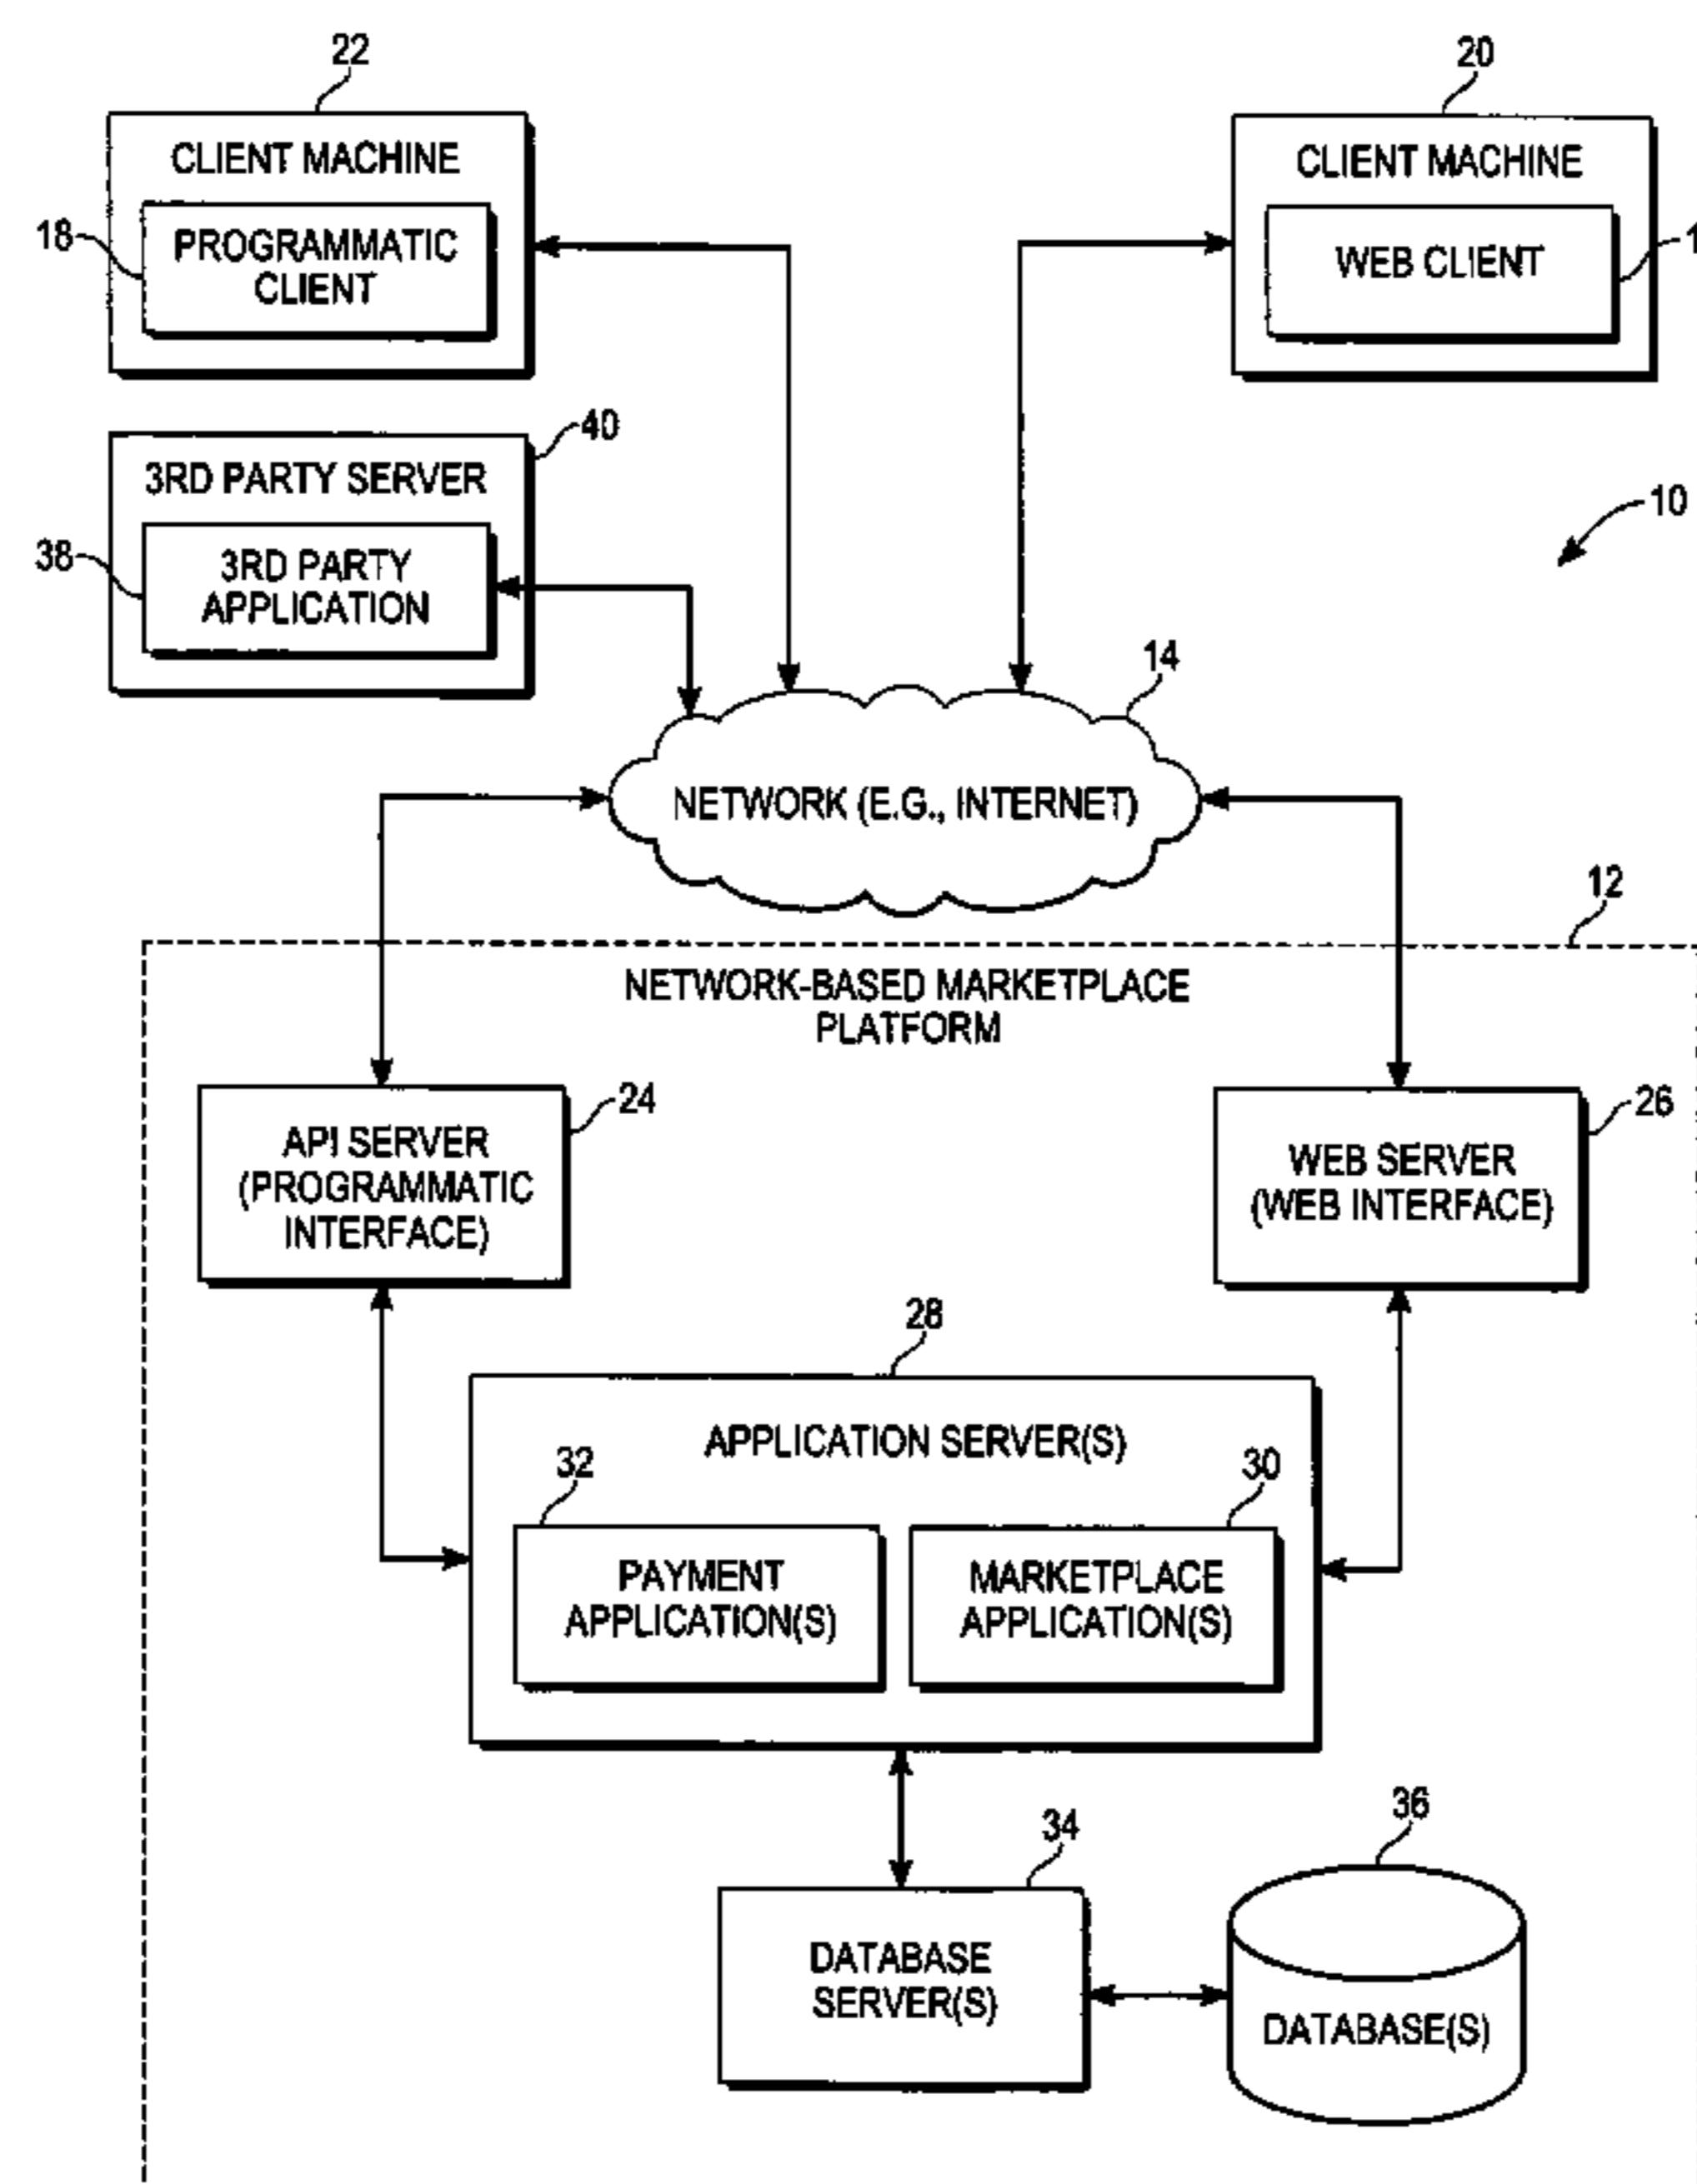 22
20
CLIENT MACHINE
CLIENT MACHINE
18
PROGRAMMATIC
CLIENT
WEB CLIENT
40
3RD PARTY SERVER
10
38
3RD PARTY
APPLICATION
14
NETWORK (E.G., INTERNET)
12
NETWORK-BASED MARKETPLACE
PLATFORM
24
26
API SERVER
(PROGRAMMATIC
INTERFACE)
WEB SERVER
(WEB INTERFACE)
28
APPLICATION SERVER(S)
32
30
PAYMENT
APPLICATION(S)
MARKETPLACE
APPLICATION(S)
34
36
DATABASE
SERVER(S)
DATABASE(S)